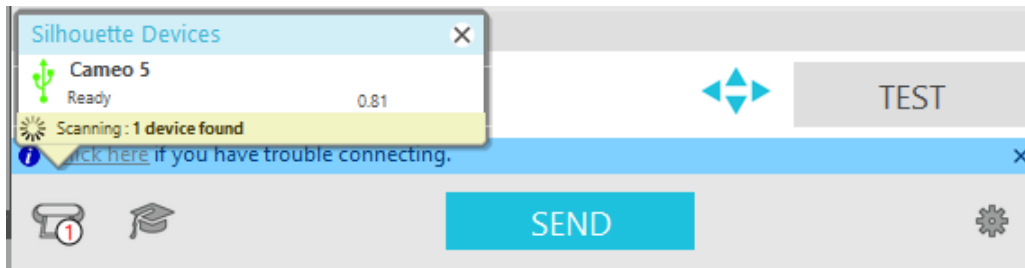 Silhouette Devices
Cameo 5
Ready 0.81
Scanning : 1 device found
here if you have trouble connecting.
TEST
SEND
1